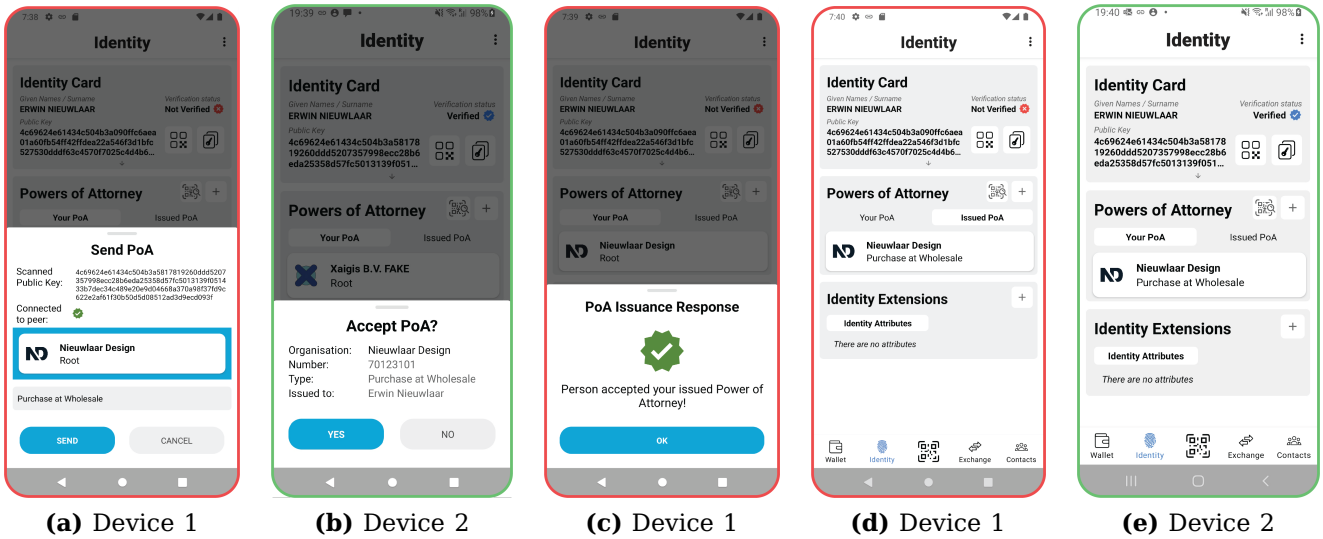 7:38
Identity
Identity Card
Given Names / Surname
Verification status
ERWIN NIEUWLAAR
Not Verified
Public Key
4c69624e61434c504b3a090ffc6aea
01a60fb54ff42ffdea22a546f3d1bfc
527530dddf63c4570f7025c4d4b6...
Powers of Attorney
+
Your PoA
Issued PoA
Send PoA
Scanned
Public Key:
4c69624e61434c504b3a5817819260ddd5207
357998ecc28b6eda25358d57fc5013139f0514
33b7dec34c489e20e9d04668a370a98f37fd9c
622e2af61f30b50d5d08512ad3d9ecd093f
Connected
to peer:
ND
Nieuwlaar Design
Root
Purchase at Wholesale
SEND
CANCEL
(a) Device 1
19:39
98%
Identity
Identity Card
Given Names / Surname
Verification status
ERWIN NIEUWLAAR
Verified
Public Key
4c69624e61434c504b3a58178
19260ddd5207357998ecc28b6
eda25358d57fc5013139f051...
Powers of Attorney
+
Your PoA
Issued PoA
Xaigis B.V. FAKE
Root
Accept PoA?
Organisation: Nieuwlaar Design
Number: 70123101
Type: Purchase at Wholesale
Issued to: Erwin Nieuwlaar
YES
NO
(b) Device 2
7:39
Identity
Identity Card
Given Names / Surname
Verification status
ERWIN NIEUWLAAR
Not Verified
Public Key
4c69624e61434c504b3a090ffc6aea
01a60fb54ff42ffdea22a546f3d1bfc
527530dddf63c4570f7025c4d4b6...
Powers of Attorney
+
Your PoA
Issued PoA
ND
Nieuwlaar Design
Root
PoA Issuance Response
Person accepted your issued Power of
Attorney!
OK
(c) Device 1
7:40
Identity
Identity Card
Given Names / Surname
Verification status
ERWIN NIEUWLAAR
Not Verified
Public Key
4c69624e61434c504b3a090ffc6aea
01a60fb54ff42ffdea22a546f3d1bfc
527530dddf63c4570f7025c4d4b6...
Powers of Attorney
+
Your PoA
Issued PoA
ND
Nieuwlaar Design
Purchase at Wholesale
Identity Extensions
+
Identity Attributes
There are no attributes
Wallet
Identity
Exchange
Contacts
(d) Device 1
19:40
98%
Identity
Identity Card
Given Names / Surname
Verification status
ERWIN NIEUWLAAR
Verified
Public Key
4c69624e61434c504b3a58178
19260ddd5207357998ecc28b6
eda25358d57fc5013139f051...
Powers of Attorney
+
Your PoA
Issued PoA
ND
Nieuwlaar Design
Purchase at Wholesale
Identity Extensions
+
Identity Attributes
There are no attributes
Wallet
Identity
Exchange
Contacts
(e) Device 2